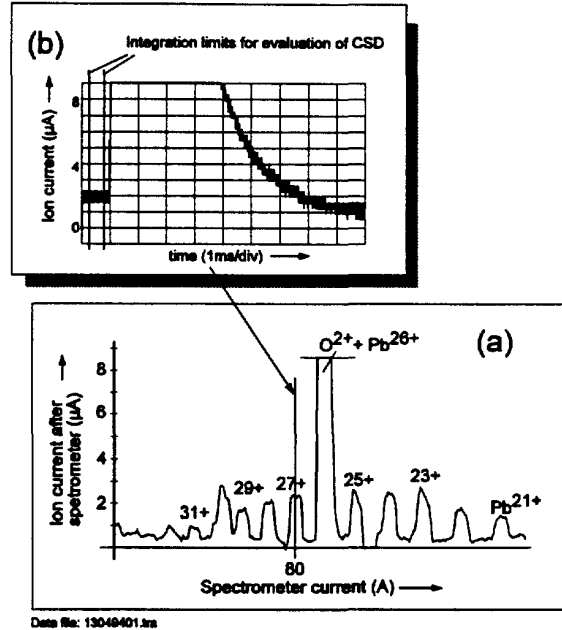 (b)
Integration limits for evaluation of CSD
Ion current (µA)
8
4
0
time (1ms/div)
(a)
O2+ + Pb26+
Ion current after
spetrometer (µA)
8
6
4
2
31+
29+
27+
25+
23+
Pb21+
80
Spectrometer current (A)
Data file: 13049401.trs